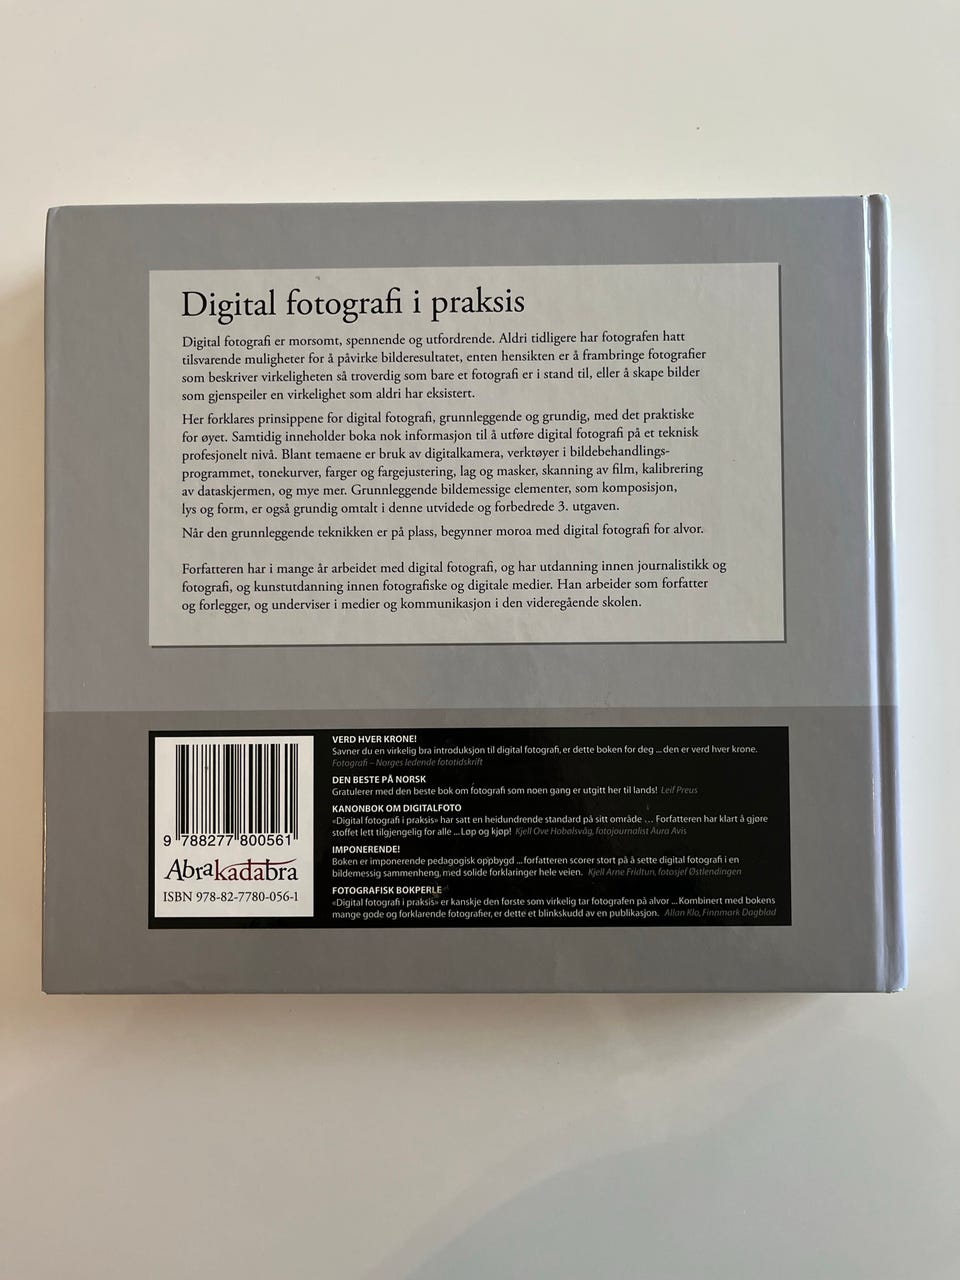 Digital fotografi i praksis
Digital fotografi er morsomt, spennende og utfordrende. Aldri tidligere har fotografen hatt
tilsvarende muligheter for å påvirke bilderesultatet, enten hensikten er å frambringe fotografier
som beskriver virkeligheten så troverdig som bare et fotografi er i stand til, eller å skape bilder
som gjenspeiler en virkelighet som aldri har eksistert.
Her forklares prinsippene for digital fotografi, grunnleggende og grundig, med det praktiske
for øyet. Samtidig inneholder boka nok informasjon til å utføre digital fotografi på et teknisk
profesjonelt nivå. Blant temaene er bruk av digitalkamera, verktøyer i bildebehandlings-
programmet, tonekurver, farger og fargejustering, lag og masker, skanning av film, kalibrering
av dataskjermen, og mye mer. Grunnleggende bildemessige elementer, som komposisjon,
lys og form, er også grundig omtalt i denne utvidede og forbedrede 3. utgaven.
Når den grunnleggende teknikken er på plass, begynner moroa med digital fotografi for alvor.
Forfatteren har i mange år arbeidet med digital fotografi, og har utdanning innen journalistikk og
fotografi, og kunstutdanning innen fotografiske og digitale medier. Han arbeider som forfatter
og forlegger, og underviser i medier og kommunikasjon i den videregående skolen.
9 788277 800561
Abrakadabra
ISBN 978-82-7780-056-1
VERD HVER KRONE!
Savner du en virkelig bra introduksjon til digital fotografi, er dette boken for deg ... den er verd hver krone.
Fotografi – Norges ledende fototidskrift
DEN BESTE PÅ NORSK
Gratulerer med den beste bok om fotografi som noen gang er utgitt her til lands! Leif Preus
KANONBOK OM DIGITALFOTO
«Digital fotografi i praksis» har satt en heidundrende standard på sitt område ... Forfatteren har klart å gjøre
stoffet lett tilgjengelig for alle ... Løp og kjøp! Kjell Ove Hobølsvåg, fotojournalist Aura Avis
IMPONERENDE!
Boken er imponerende pedagogisk oppbygd ... forfatteren scorer stort på å sette digital fotografi i en
bildemessig sammenheng, med solide forklaringer hele veien. Kjell Arne Fridtun, fotosjef Østlendingen
FOTOGRAFISK BOKPERLE
«Digital fotografi i praksis» er kanskje den første som virkelig tar fotografen på alvor ... Kombinert med bokens
mange gode og forklarende fotografier, er dette et blinkskudd av en publikasjon. Allan Klo, Finnmark Dagblad